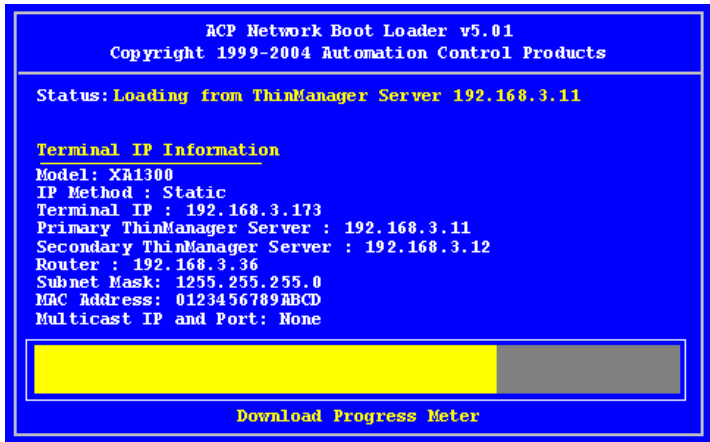 ACP Network Boot Loader v5.01
Copyright 1999-2004 Automation Control Products
Status: Loading from ThinManager Server 192.168.3.11
Terminal IP Information
Model: XA1300
IP Method : Static
Terminal IP : 192.168.3.173
Primary ThinManager Server : 192.168.3.11
Secondary ThinManager Server : 192.168.3.12
Router : 192.168.3.36
Subnet Mask: 1255.255.255.0
MAC Address: 0123456789ABCD
Multicast IP and Port: None
Download Progress Meter